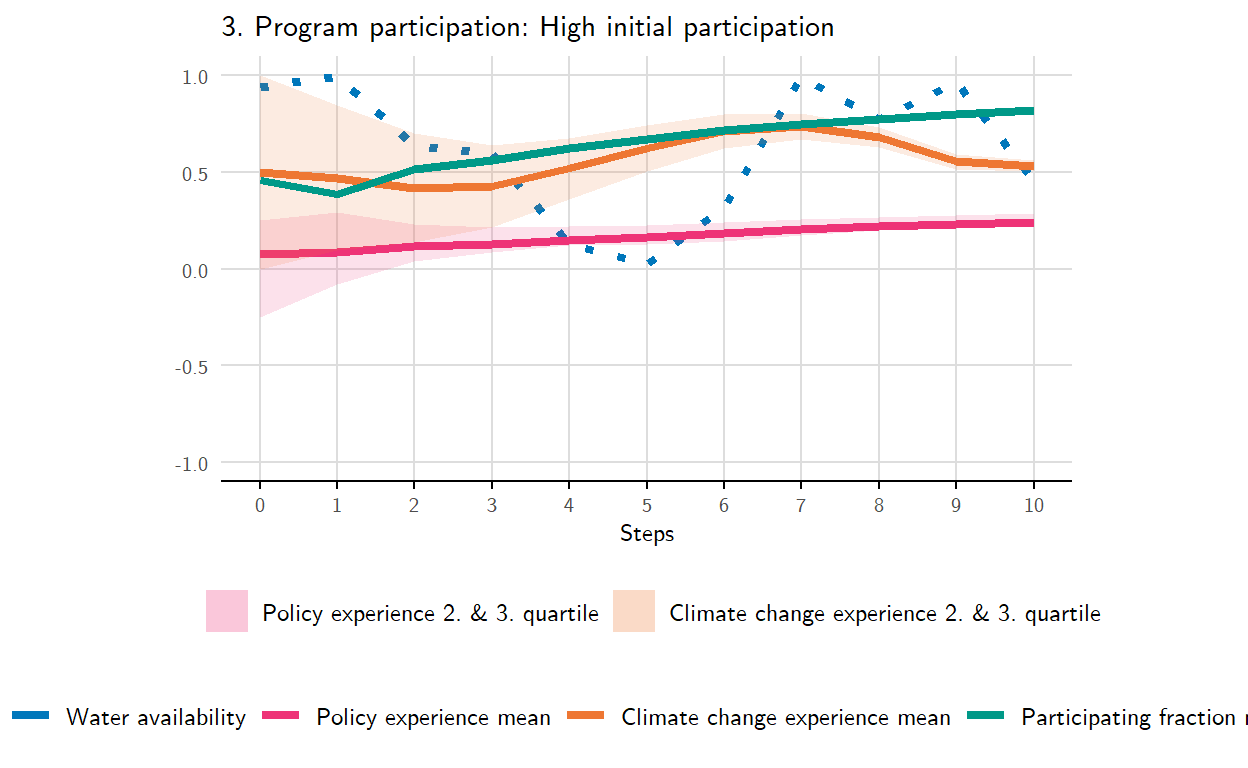 3. Program participation: High initial participation
1.0
0.5
0.0
-0.5
-1.0
0 1 2 3 4 5 6 7 8 9 10
Steps
Policy experience 2. & 3. quartile Climate change experience 2. & 3. quartile
Water availability Policy experience mean Climate change experience mean Participating fraction